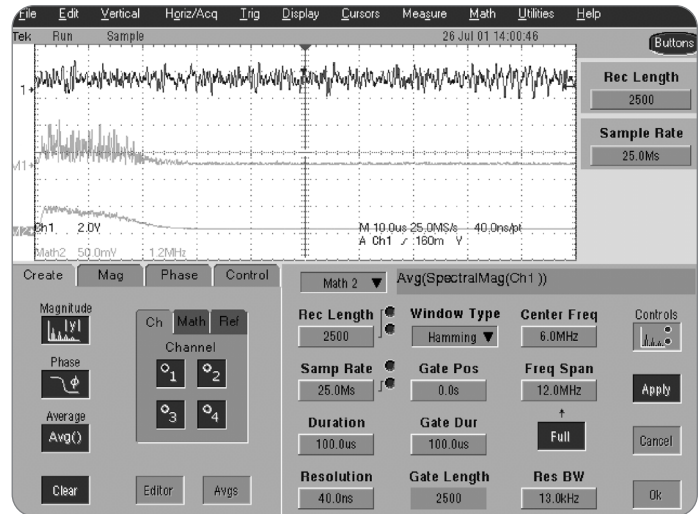 File Edit Vertical Horiz/Acq Trig Display Cursors Measure Math Utilities Help
Tek Run Sample 26 Jul 01 14:00:46
Buttons
Rec Length
2500
Sample Rate
25.0Ms
1
M1
M2
Ch1 2.0V M 10.0us 25.0MS/s 40.0ns/pt
A Ch1 160m V
Math2 50.0mV 1.2MHz
Create Mag Phase Control
Math 2 Avg(SpectralMag(Ch1 ))
Magnitude
|y|
Phase
φ
Average
Avg()
Clear
Ch Math Ref
Channel
1 2
3 4
Editor Avgs
Rec Length Window Type Center Freq Controls
2500 Hamming 6.0MHz
Samp Rate Gate Pos Freq Span
25.0Ms 0.0s 12.0MHz Apply
Duration Gate Dur
100.0us 100.0us Full Cancel
Resolution Gate Length Res BW
40.0ns 2500 13.0kHz Ok